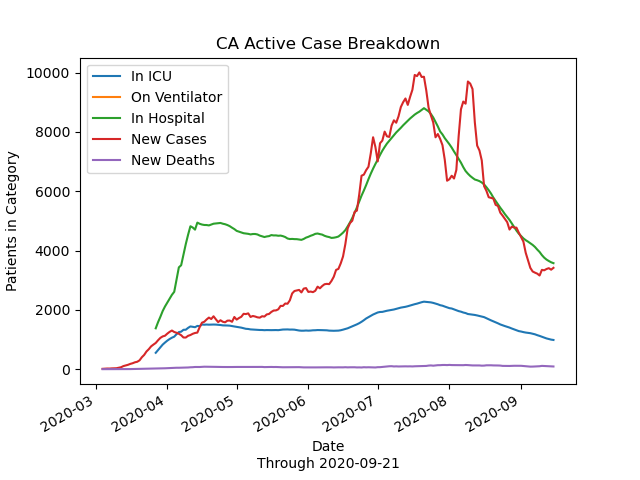 CA Active Case Breakdown
In ICU
On Ventilator
In Hospital
New Cases
New Deaths
Patients in Category
10000
8000
6000
4000
2000
0
2020-03
2020-04
2020-05
2020-06
2020-07
2020-08
2020-09
Date
Through 2020-09-21